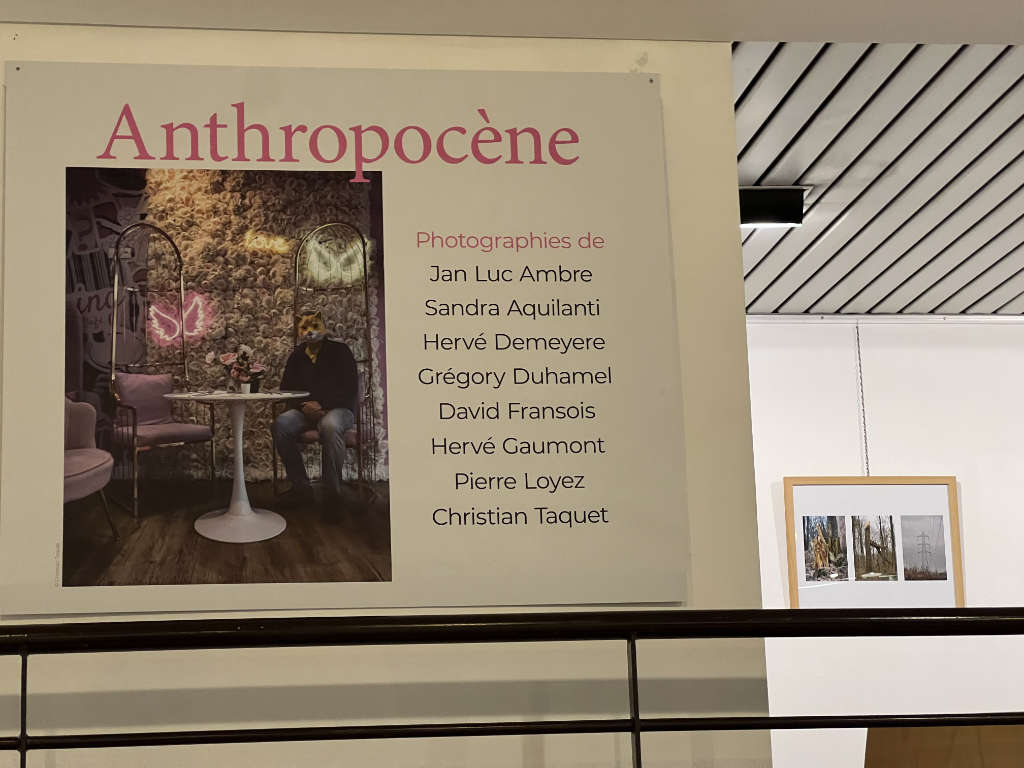 Anthropocène
Photographies de
Jan Luc Ambre
Sandra Aquilanti
Hervé Demeyere
Grégory Duhamel
David Fransois
Hervé Gaumont
Pierre Loyez
Christian Taquet
love